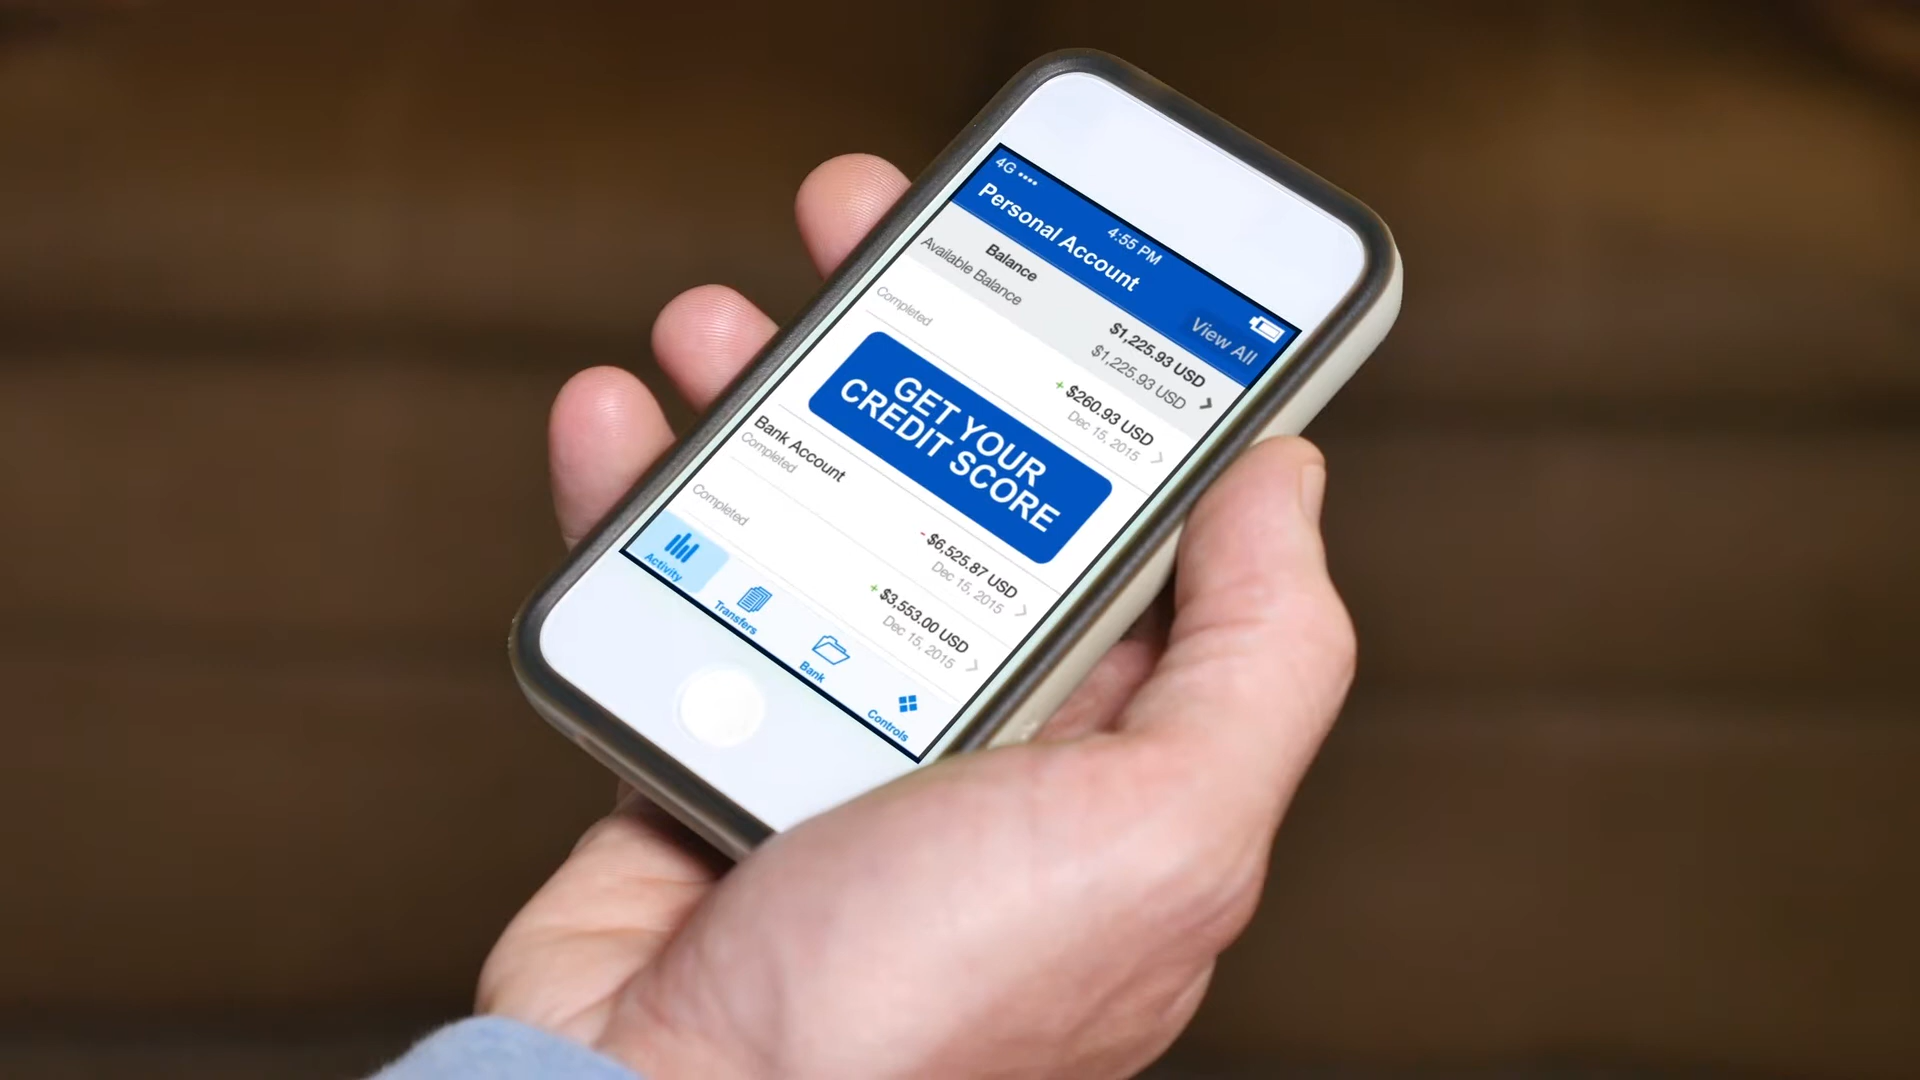 4G ••••
4:55 PM
Personal Account
View All
Balance
$1,225.93 USD
Available Balance
$1,225.93 USD
Completed
+ $260.93 USD
Dec 15, 2015
GET YOUR
CREDIT SCORE
Bank Account
Completed
- $6,525.87 USD
Dec 15, 2015
Completed
+ $3,553.00 USD
Dec 15, 2015
Activity
Transfers
Bank
Controls